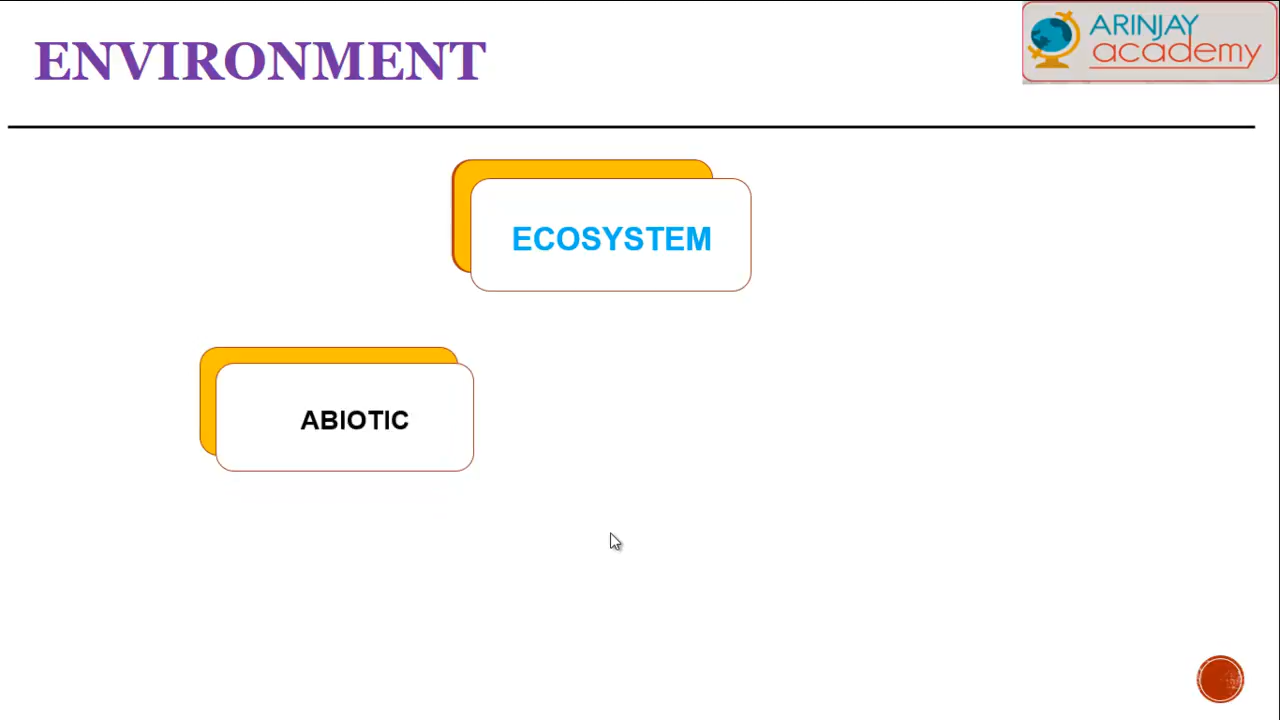 ENVIRONMENT
ARINJAY
academy
ECOSYSTEM
ABIOTIC